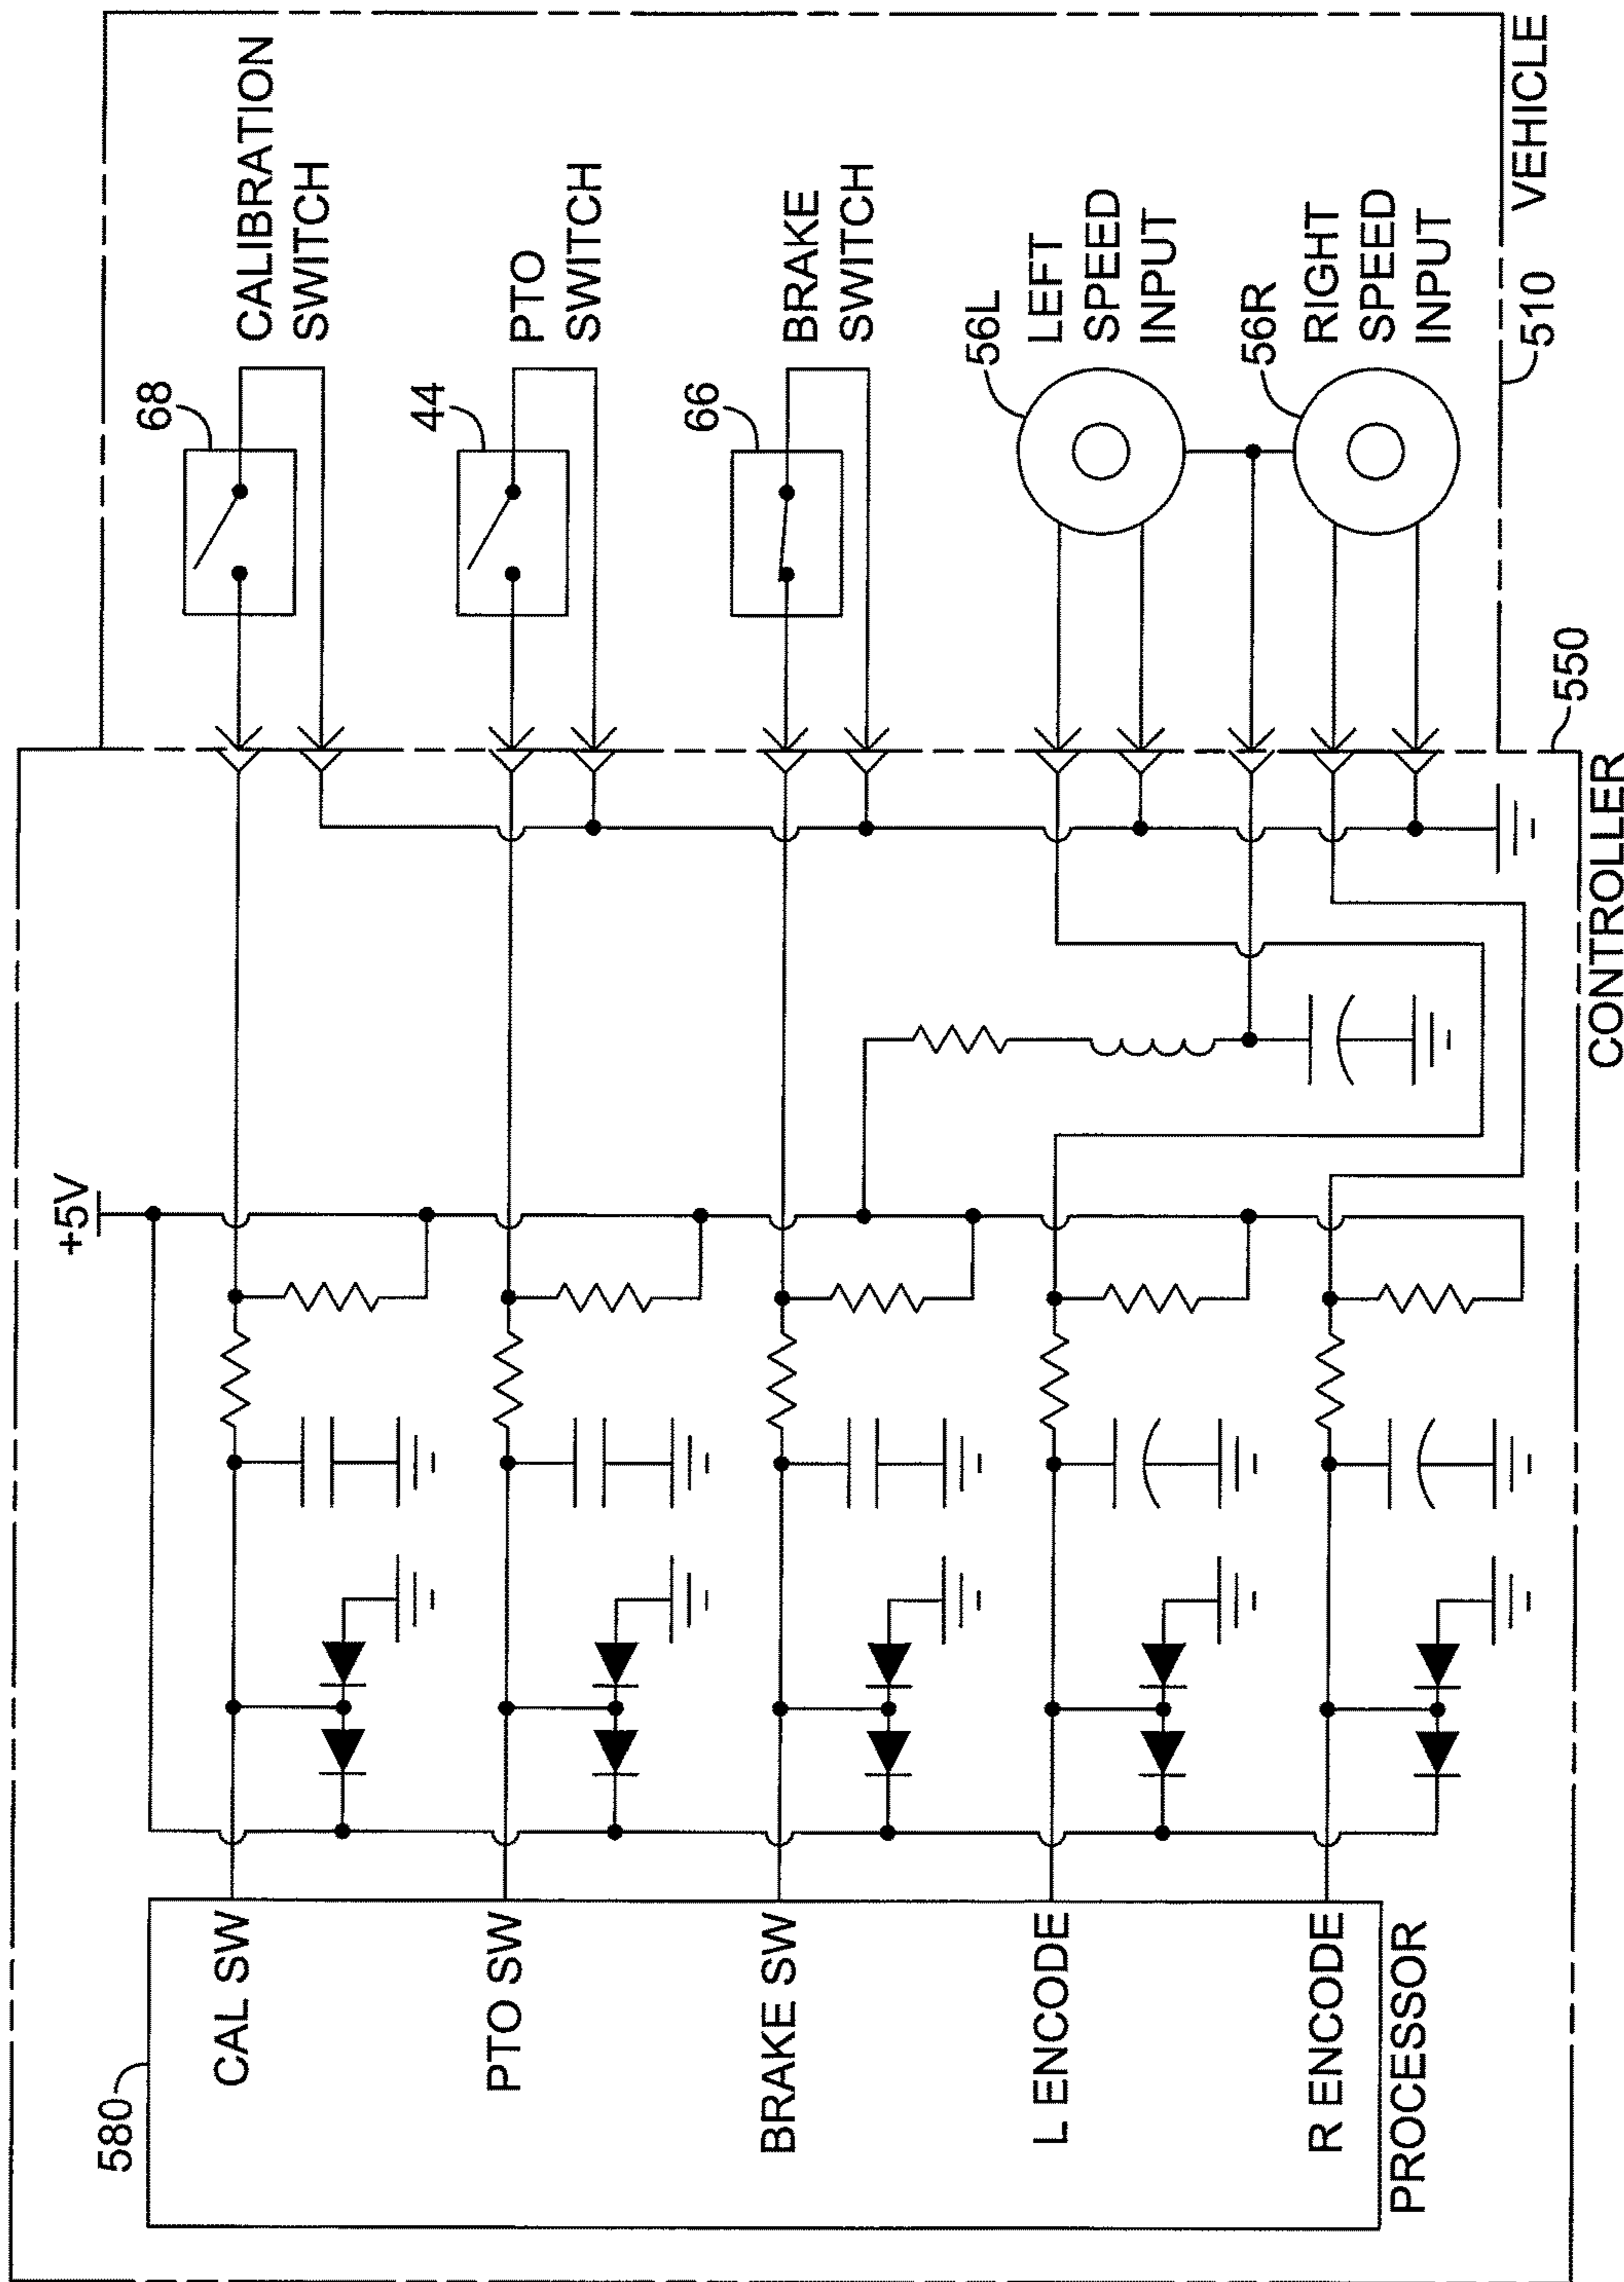 580
CAL SW
PTO SW
BRAKE SW
L ENCODE
R ENCODE
PROCESSOR
+5V
CONTROLLER
550
68
CALIBRATION
SWITCH
44
PTO
SWITCH
66
BRAKE
SWITCH
56L
LEFT
SPEED
INPUT
56R
RIGHT
SPEED
INPUT
510
VEHICLE